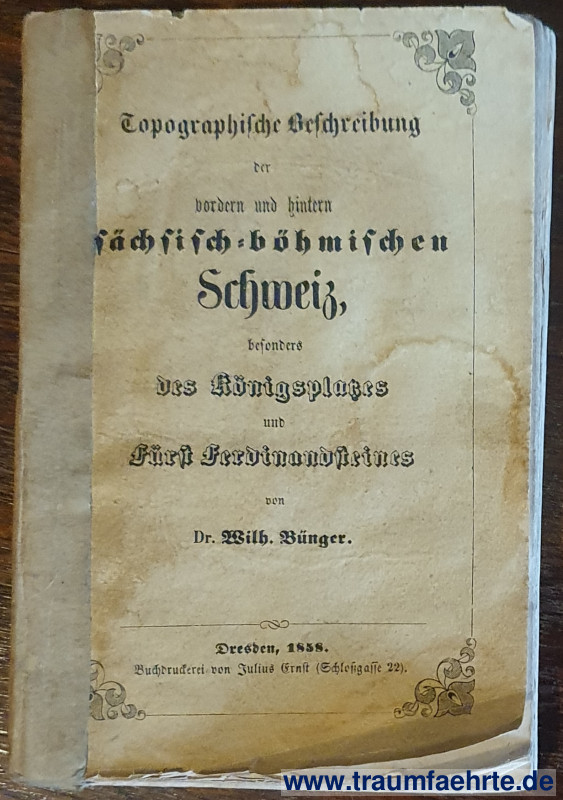 Topographische Beschreibung
der
vordern und hintern
sächsisch-böhmischen
Schweiz,
besonders
des Königsplatzes
und
Fürst Ferdinandsteines
von
Dr. Wilh. Bünger.
Dresden, 1858.
Buchdruckerei von Julius Ernst (Schloßgasse 22).
www.traumfaehrte.de